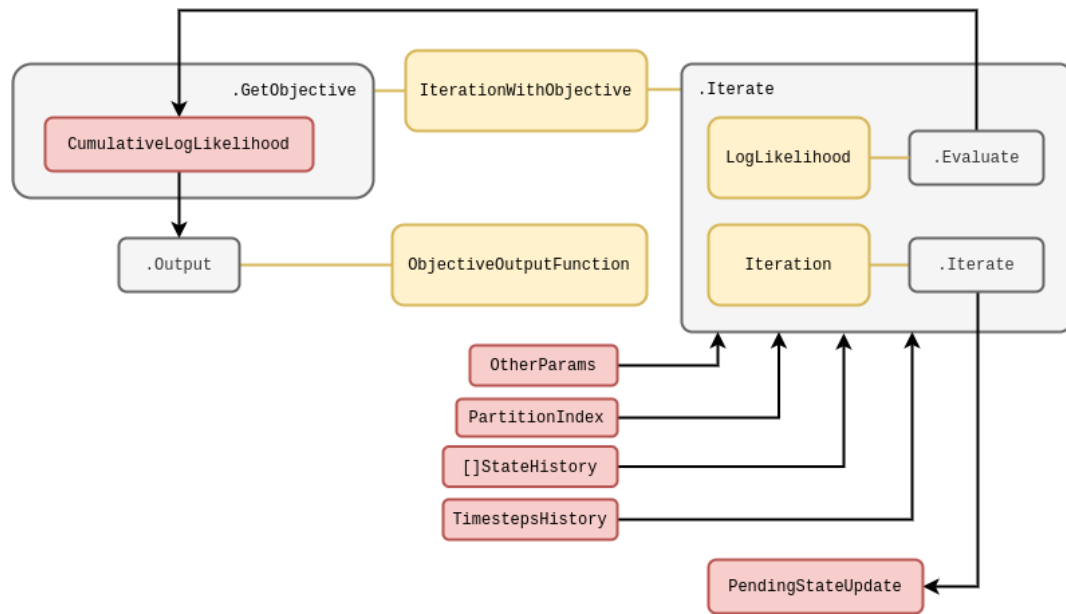 .GetObjective
IterationWithObjective
.Iterate
CumulativeLogLikelihood
LogLikelihood
.Evaluate
.Output
ObjectiveOutputFunction
Iteration
.Iterate
OtherParams
PartitionIndex
[]StateHistory
TimestepsHistory
PendingStateUpdate